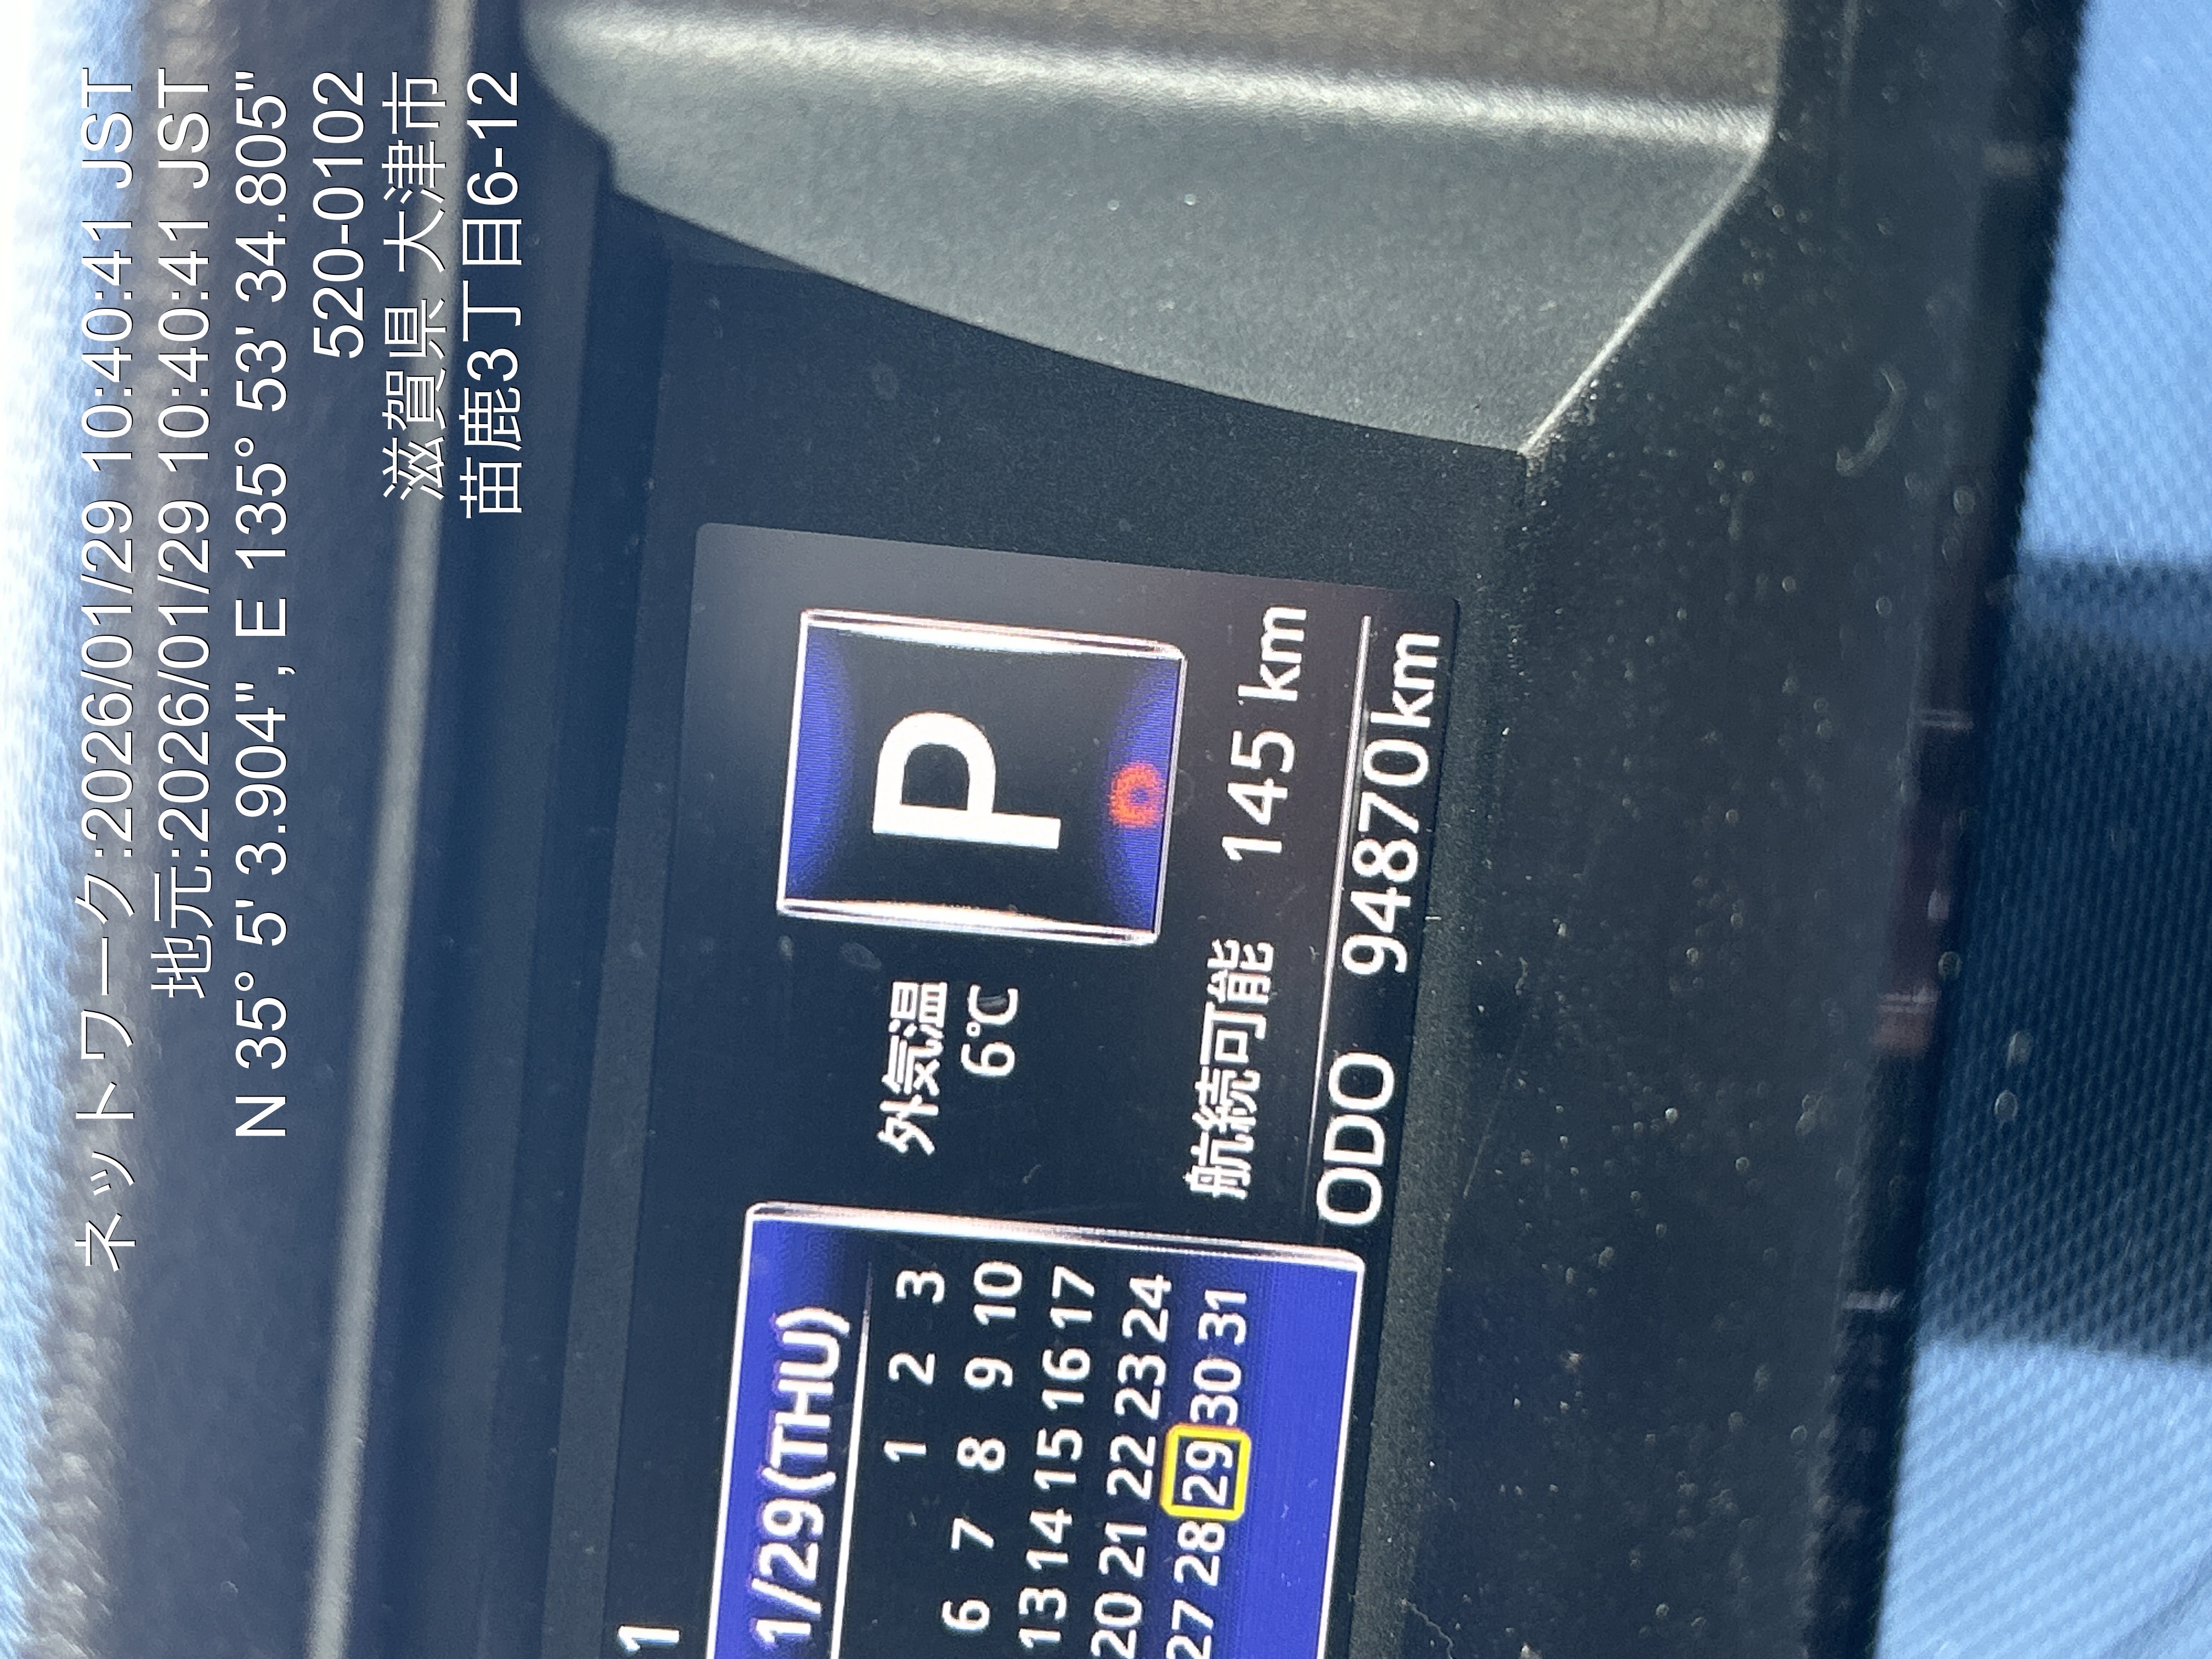 ネットワーク:2026/01/29 10:40:41 JST
地元:2026/01/29 10:40:41 JST
N 35° 5' 3.904", E 135° 53' 34.805"
520-0102
滋賀県 大津市
苗鹿3丁目6-12
1
1/29(THU)
1 2 3
6 7 8 9 10
13 14 15 16 17
20 21 22 23 24
27 28 29 30 31
外気温
6℃
P
航続可能 145 km
ODO 94870km